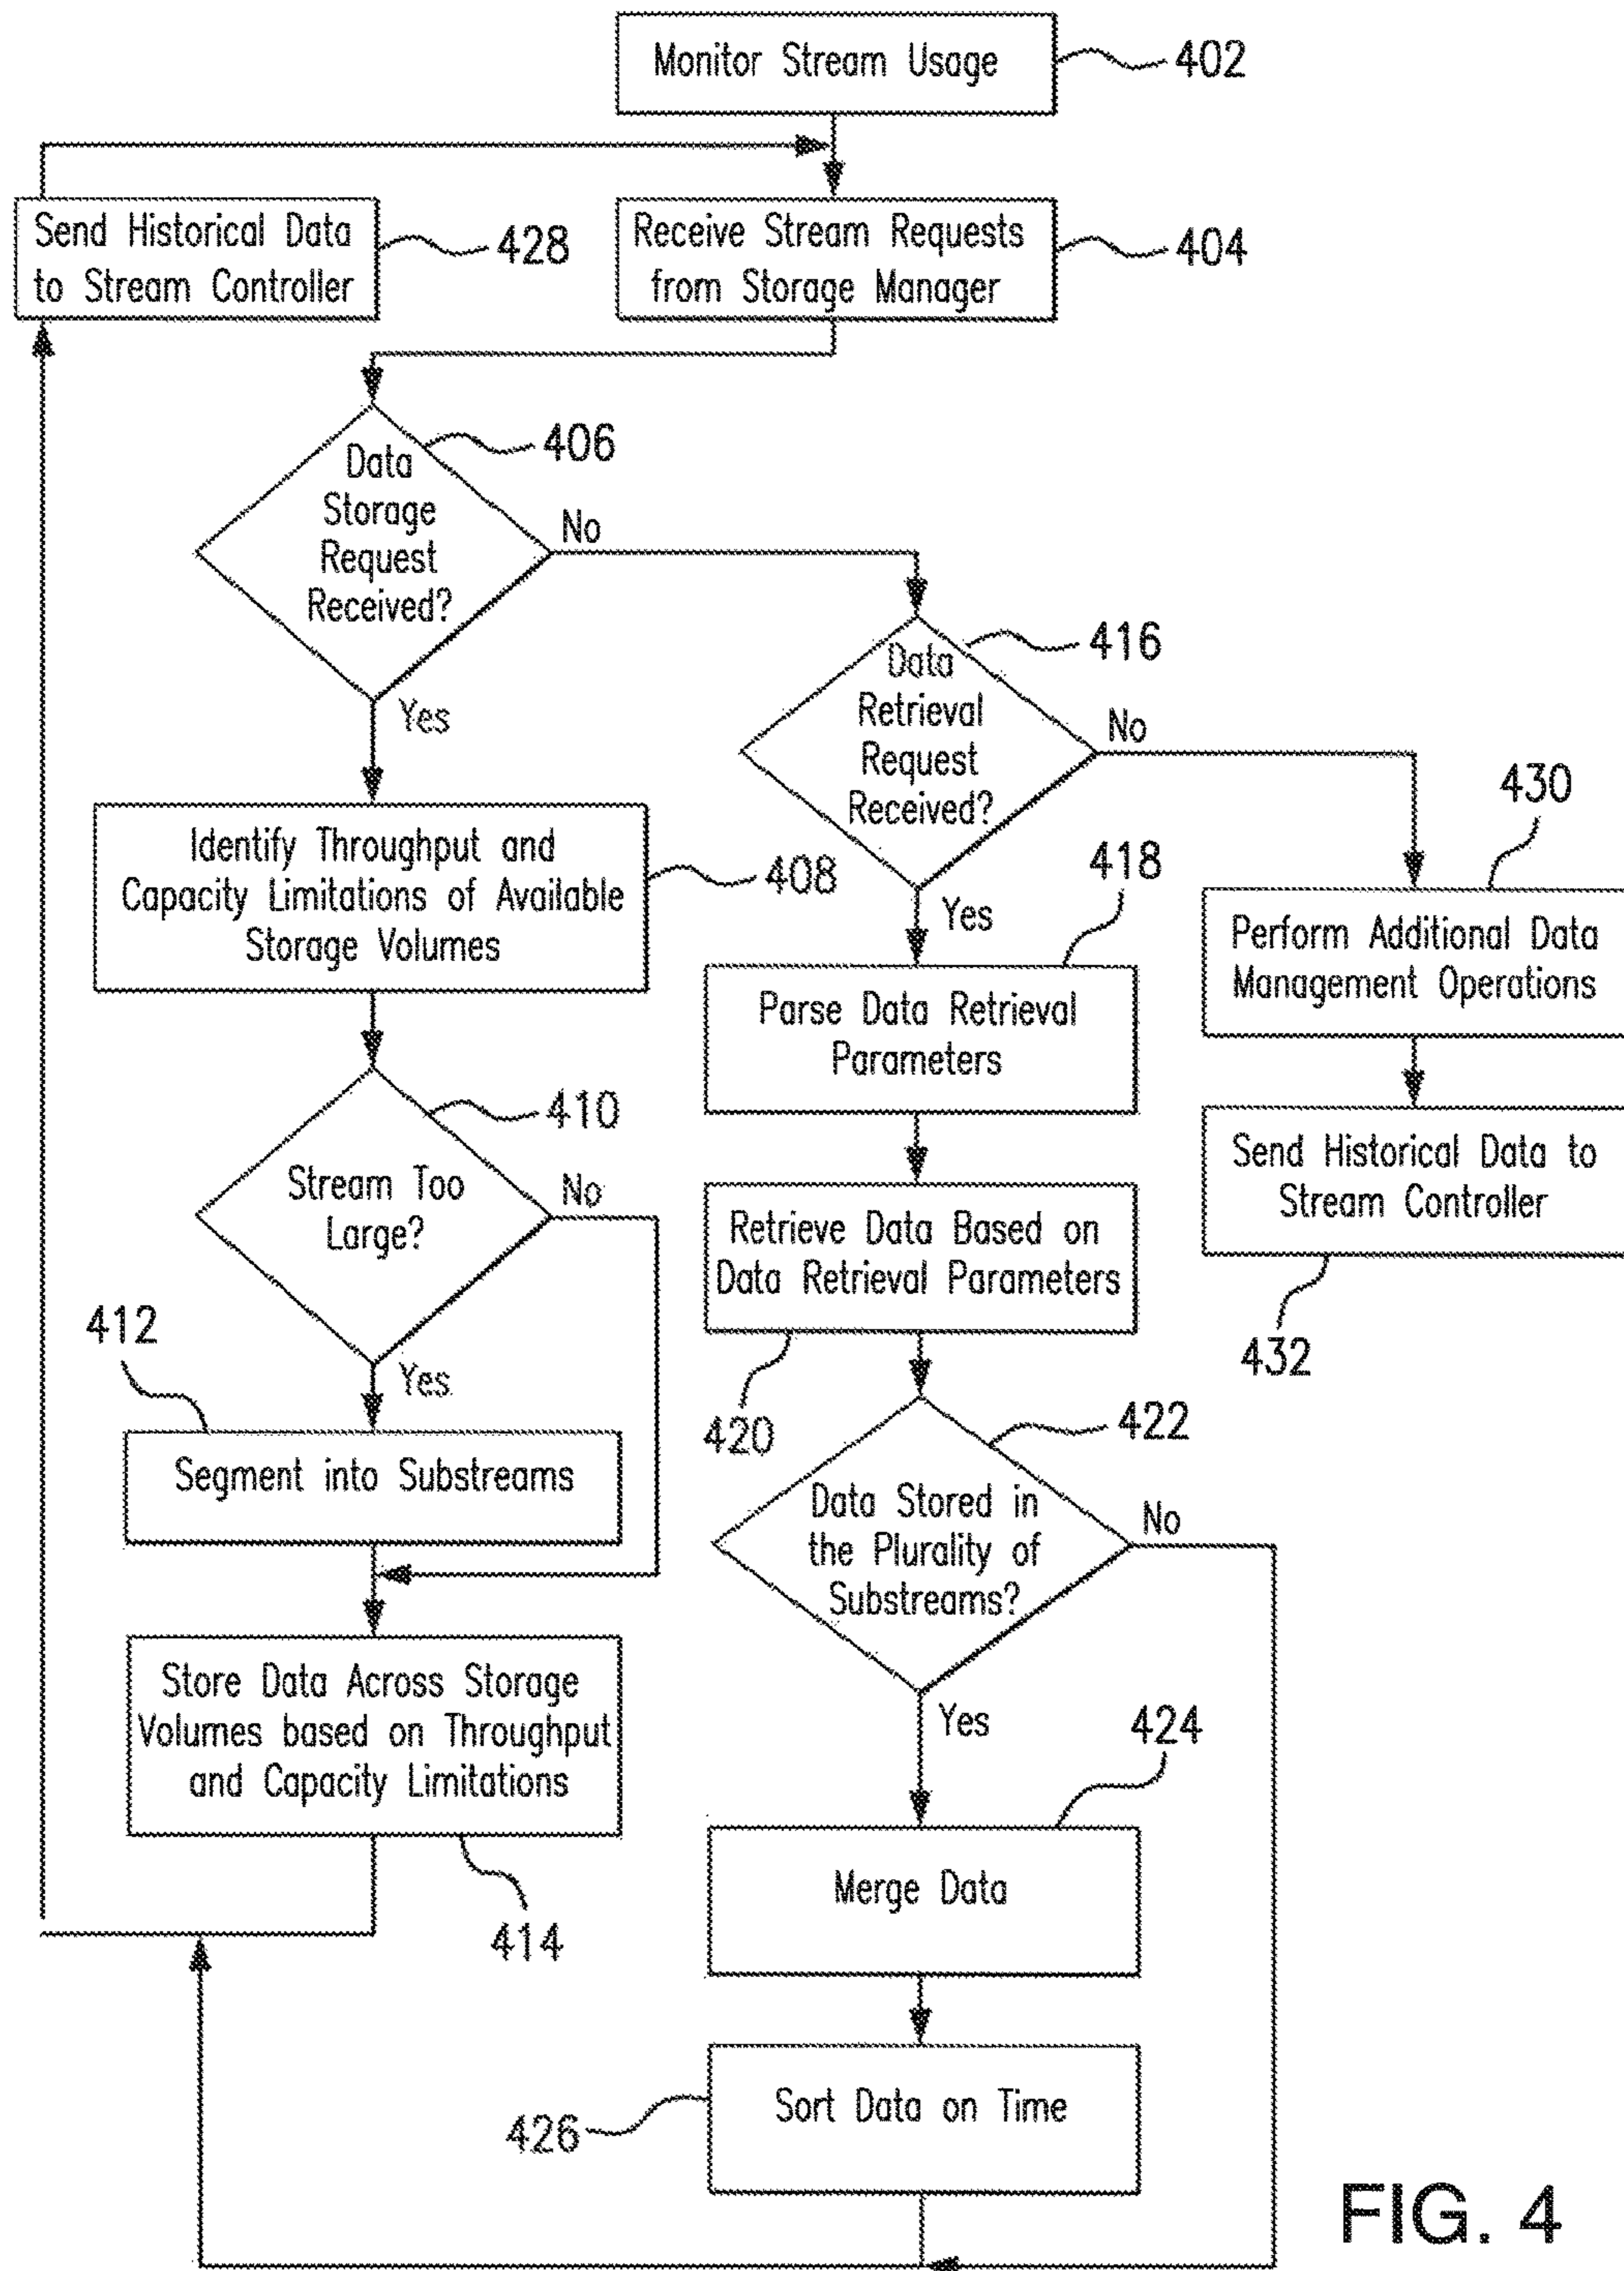 Monitor Stream Usage
402
Send Historical Data
to Stream Controller
428
Receive Stream Requests
from Storage Manager
404
Data
Storage
Request
Received?
406
No
Yes
Data
Retrieval
Request
Received?
416
No
Yes
Identify Throughput and
Capacity Limitations of Available
Storage Volumes
408
418
430
Parse Data Retrieval
Parameters
Perform Additional Data
Management Operations
Stream Too
Large?
410
No
Yes
Send Historical Data to
Stream Controller
432
Retrieve Data Based on
Data Retrieval Parameters
420
412
Segment into Substreams
Data Stored in
the Plurality of
Substreams?
422
No
Yes
Store Data Across Storage
Volumes based on Throughput
and Capacity Limitations
414
424
Merge Data
Sort Data on Time
426
FIG. 4